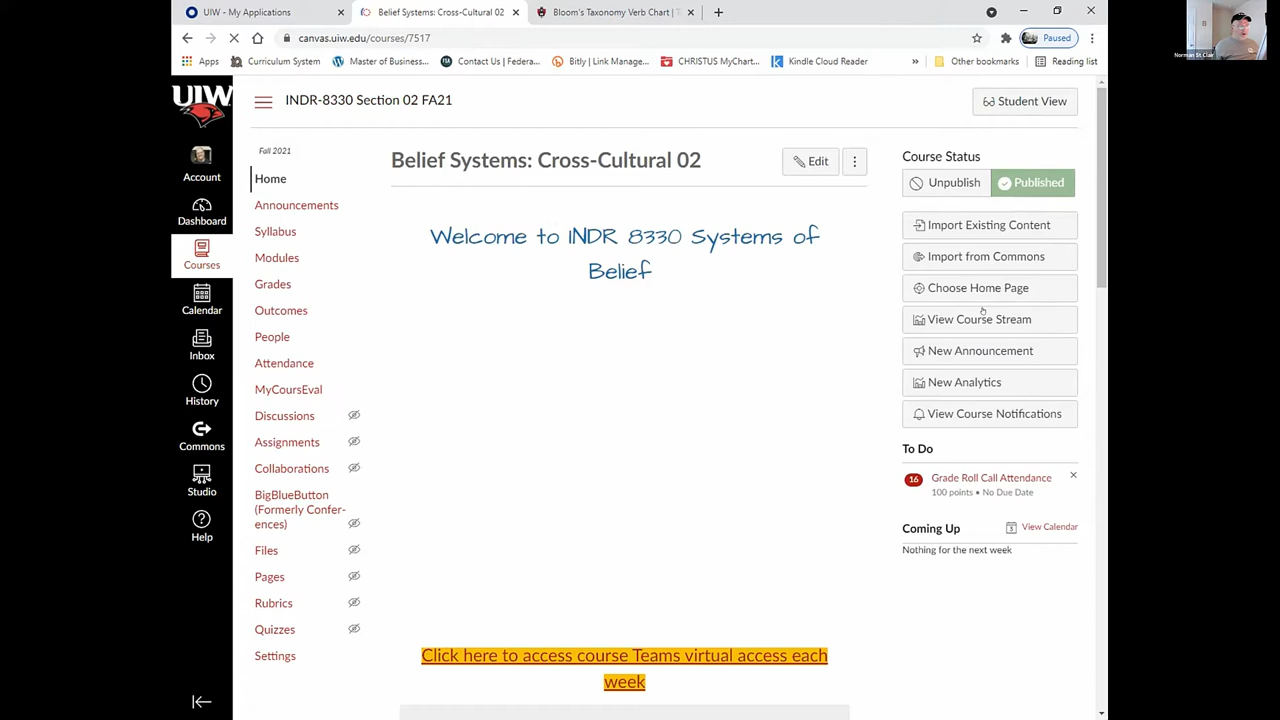 UIW - My Applications
Belief Systems: Cross-Cultural 02
Bloom's Taxonomy Verb Chart | T
canvas.uiw.edu/courses/7517
Paused
Apps
Curriculum System
Master of Business...
Contact Us (Federa...
Bitly | Link Manage...
CHRISTUS MyChart...
Kindle Cloud Reader
»
Other bookmarks
Reading list
Norman St Clair
UIW
Account
Dashboard
Courses
Calendar
Inbox
History
Commons
Studio
Help
INDR-8330 Section 02 FA21
Student View
Fall 2021
Home
Announcements
Syllabus
Modules
Grades
Outcomes
People
Attendance
MyCoursEval
Discussions
Assignments
Collaborations
BigBlueButton
(Formerly Confer-
ences)
Files
Pages
Rubrics
Quizzes
Settings
Belief Systems: Cross-Cultural 02
Edit
Welcome to INDR 8330 Systems of
Belief
Click here to access course Teams virtual access each
week
Course Status
Unpublish
Published
Import Existing Content
Import from Commons
Choose Home Page
View Course Stream
New Announcement
New Analytics
View Course Notifications
To Do
16
Grade Roll Call Attendance
100 points • No Due Date
Coming Up
View Calendar
Nothing for the next week